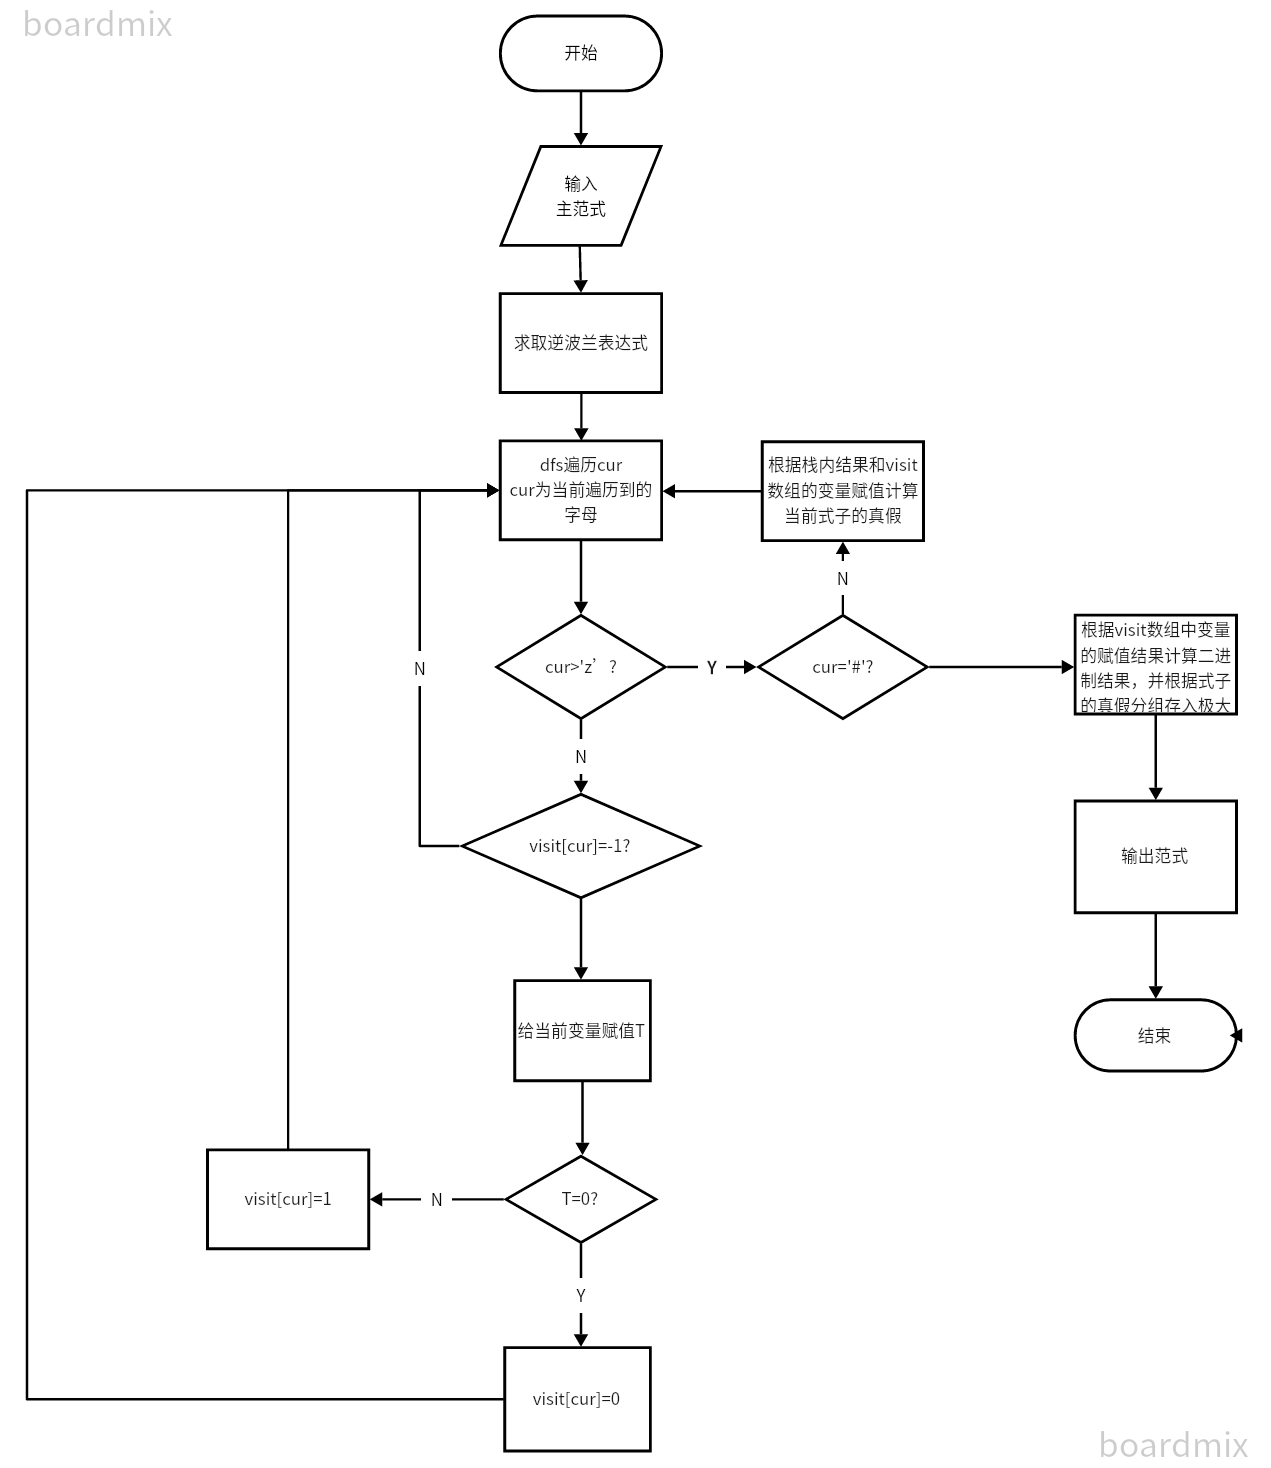 boardmix
开始
输入
主范式
求取逆波兰表达式
dfs遍历cur
cur为当前遍历到的
字母
根据栈内结果和visit
数组的变量赋值计算
当前式子的真假
N
cur>'z’？
Y
cur='#'?
根据visit数组中变量
的赋值结果计算二进
制结果，并根据式子
的真假分组存入极大
N
N
visit[cur]=-1?
输出范式
给当前变量赋值T
结束
visit[cur]=1
N
T=0?
Y
visit[cur]=0
boardmix